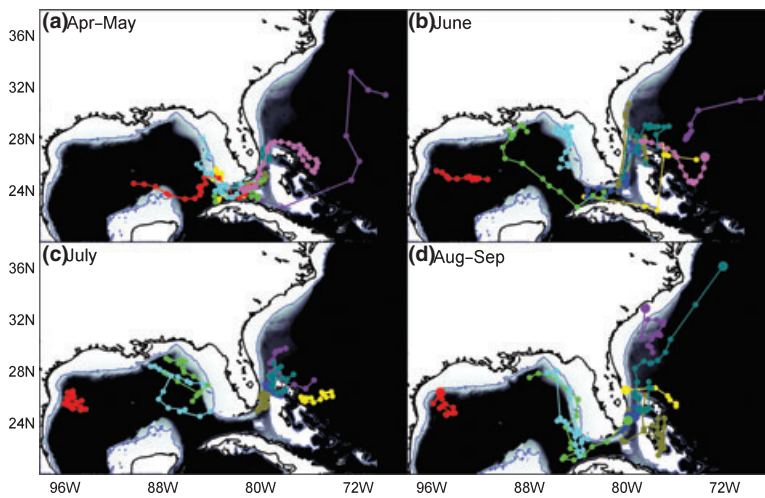 (a) Apr–May
(b) June
36N
32N
28N
24N
(c) July
(d) Aug–Sep
36N
32N
28N
24N
96W 88W 80W 72W 96W 88W 80W 72W